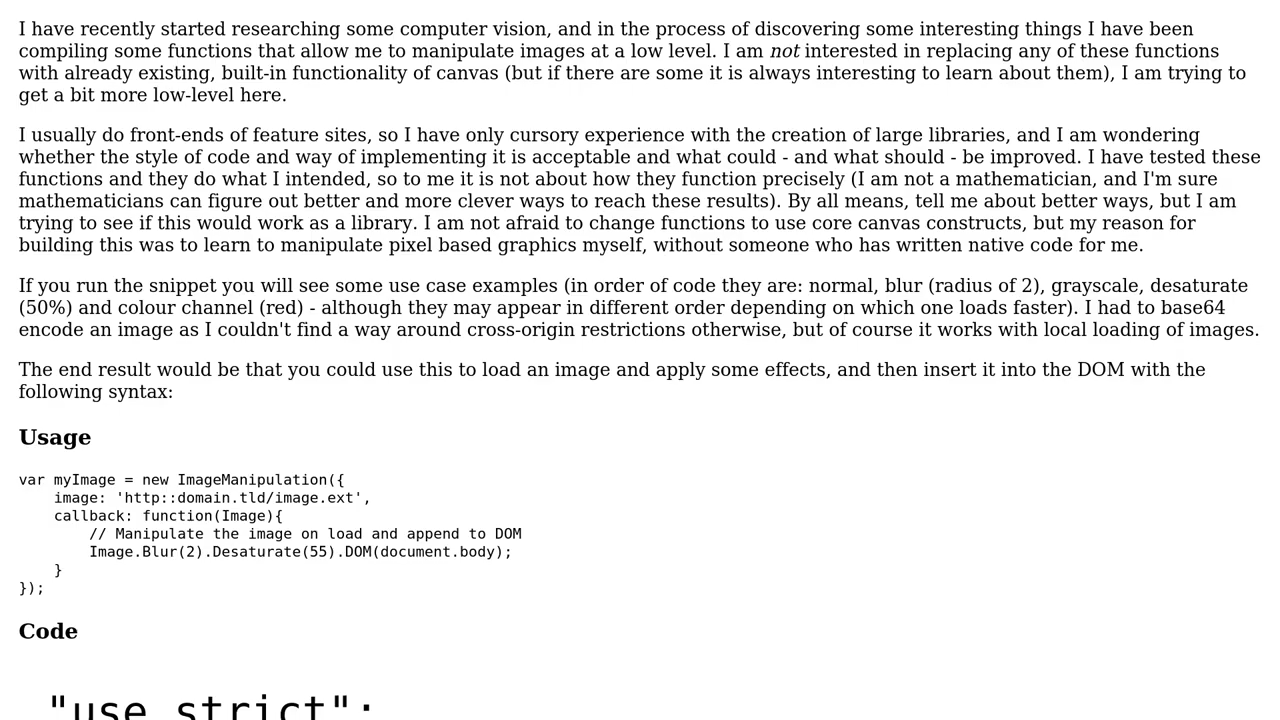 I have recently started researching some computer vision, and in the process of discovering some interesting things I have been
compiling some functions that allow me to manipulate images at a low level. I am not interested in replacing any of these functions
with already existing, built-in functionality of canvas (but if there are some it is always interesting to learn about them), I am trying to
get a bit more low-level here.
I usually do front-ends of feature sites, so I have only cursory experience with the creation of large libraries, and I am wondering
whether the style of code and way of implementing it is acceptable and what could - and what should - be improved. I have tested these
functions and they do what I intended, so to me it is not about how they function precisely (I am not a mathematician, and I'm sure
mathematicians can figure out better and more clever ways to reach these results). By all means, tell me about better ways, but I am
trying to see if this would work as a library. I am not afraid to change functions to use core canvas constructs, but my reason for
building this was to learn to manipulate pixel based graphics myself, without someone who has written native code for me.
If you run the snippet you will see some use case examples (in order of code they are: normal, blur (radius of 2), grayscale, desaturate
(50%) and colour channel (red) - although they may appear in different order depending on which one loads faster). I had to base64
encode an image as I couldn't find a way around cross-origin restrictions otherwise, but of course it works with local loading of images.
The end result would be that you could use this to load an image and apply some effects, and then insert it into the DOM with the
following syntax:
Usage
var myImage = new ImageManipulation({
    image: 'http::domain.tld/image.ext',
    callback: function(Image){
        // Manipulate the image on load and append to DOM
        Image.Blur(2).Desaturate(55).DOM(document.body);
    }
});
Code
"use strict";